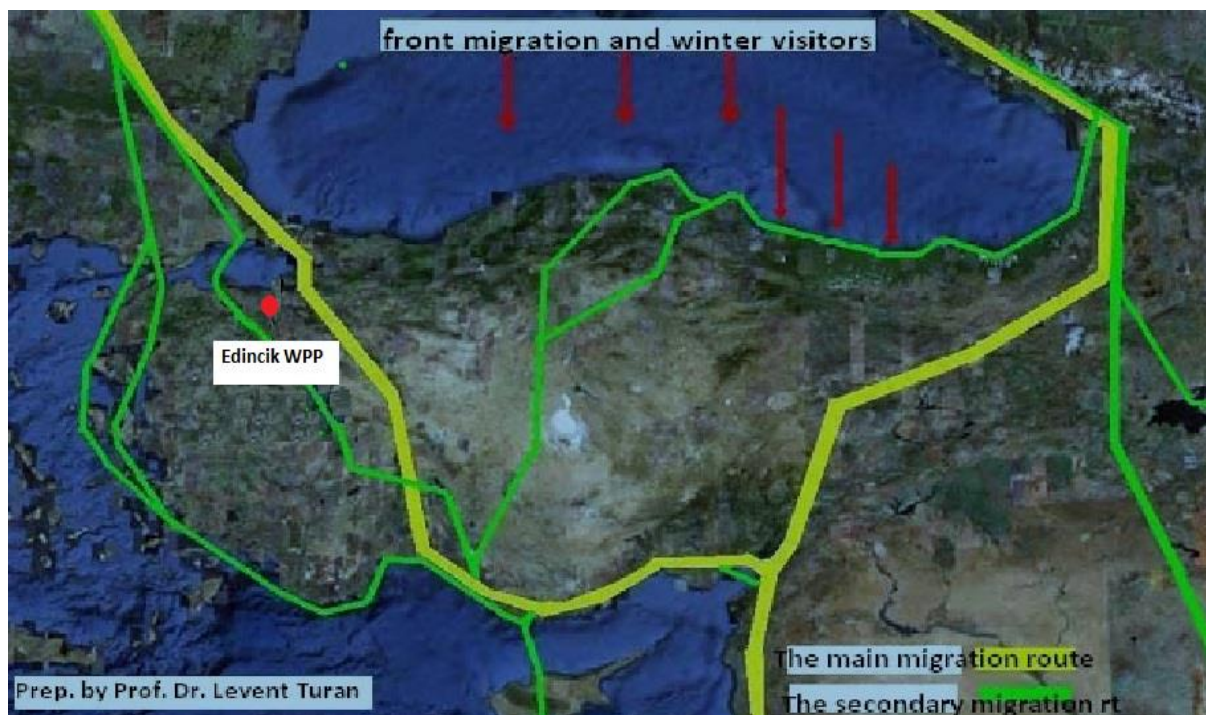 front migration and winter visitors
Edincik WPP
The main migration route
Prep. by Prof. Dr. Levent Turan
The secondary migration rt